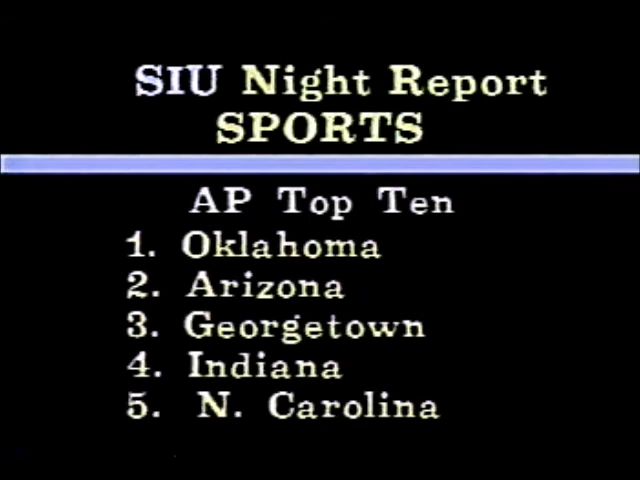 SIU Night Report
SPORTS
AP Top Ten
1. Oklahoma
2. Arizona
3. Georgetown
4. Indiana
5. N. Carolina